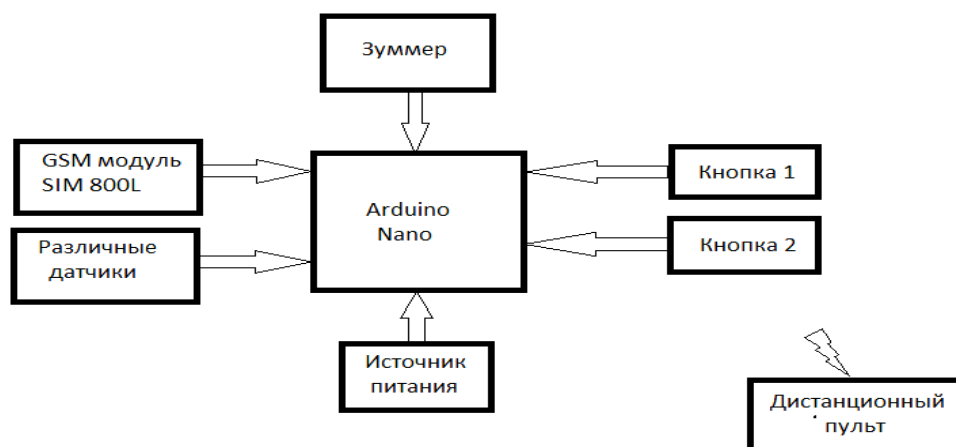 Зуммер
GSM модуль
SIM 800L
Arduino
Nano
Кнопка 1
Различные
датчики
Кнопка 2
Источник
питания
Дистанционный
пульт